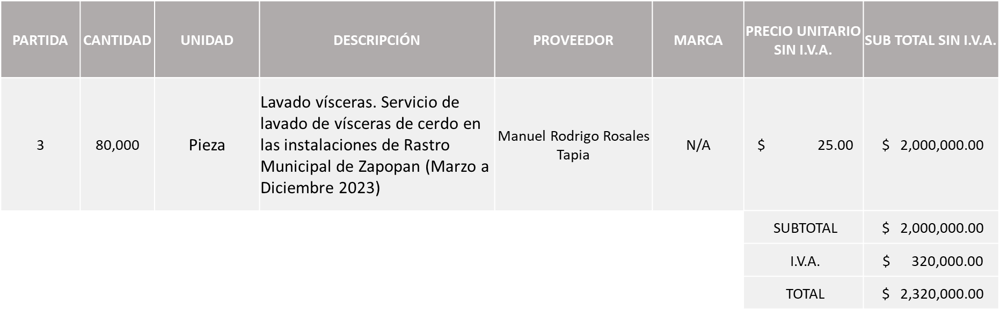 PARTIDA CANTIDAD UNIDAD DESCRIPCIÓN PROVEEDOR MARCA PRECIO UNITARIO SIN I.V.A. SUB TOTAL SIN I.V.A.
3 80,000 Pieza
Lavado vísceras. Servicio de
lavado de vísceras de cerdo en
las instalaciones de Rastro
Municipal de Zapopan (Marzo a
Diciembre 2023)
Manuel Rodrigo Rosales
Tapia
N/A $ 25.00 $ 2,000,000.00
SUBTOTAL $ 2,000,000.00
I.V.A. $ 320,000.00
TOTAL $ 2,320,000.00